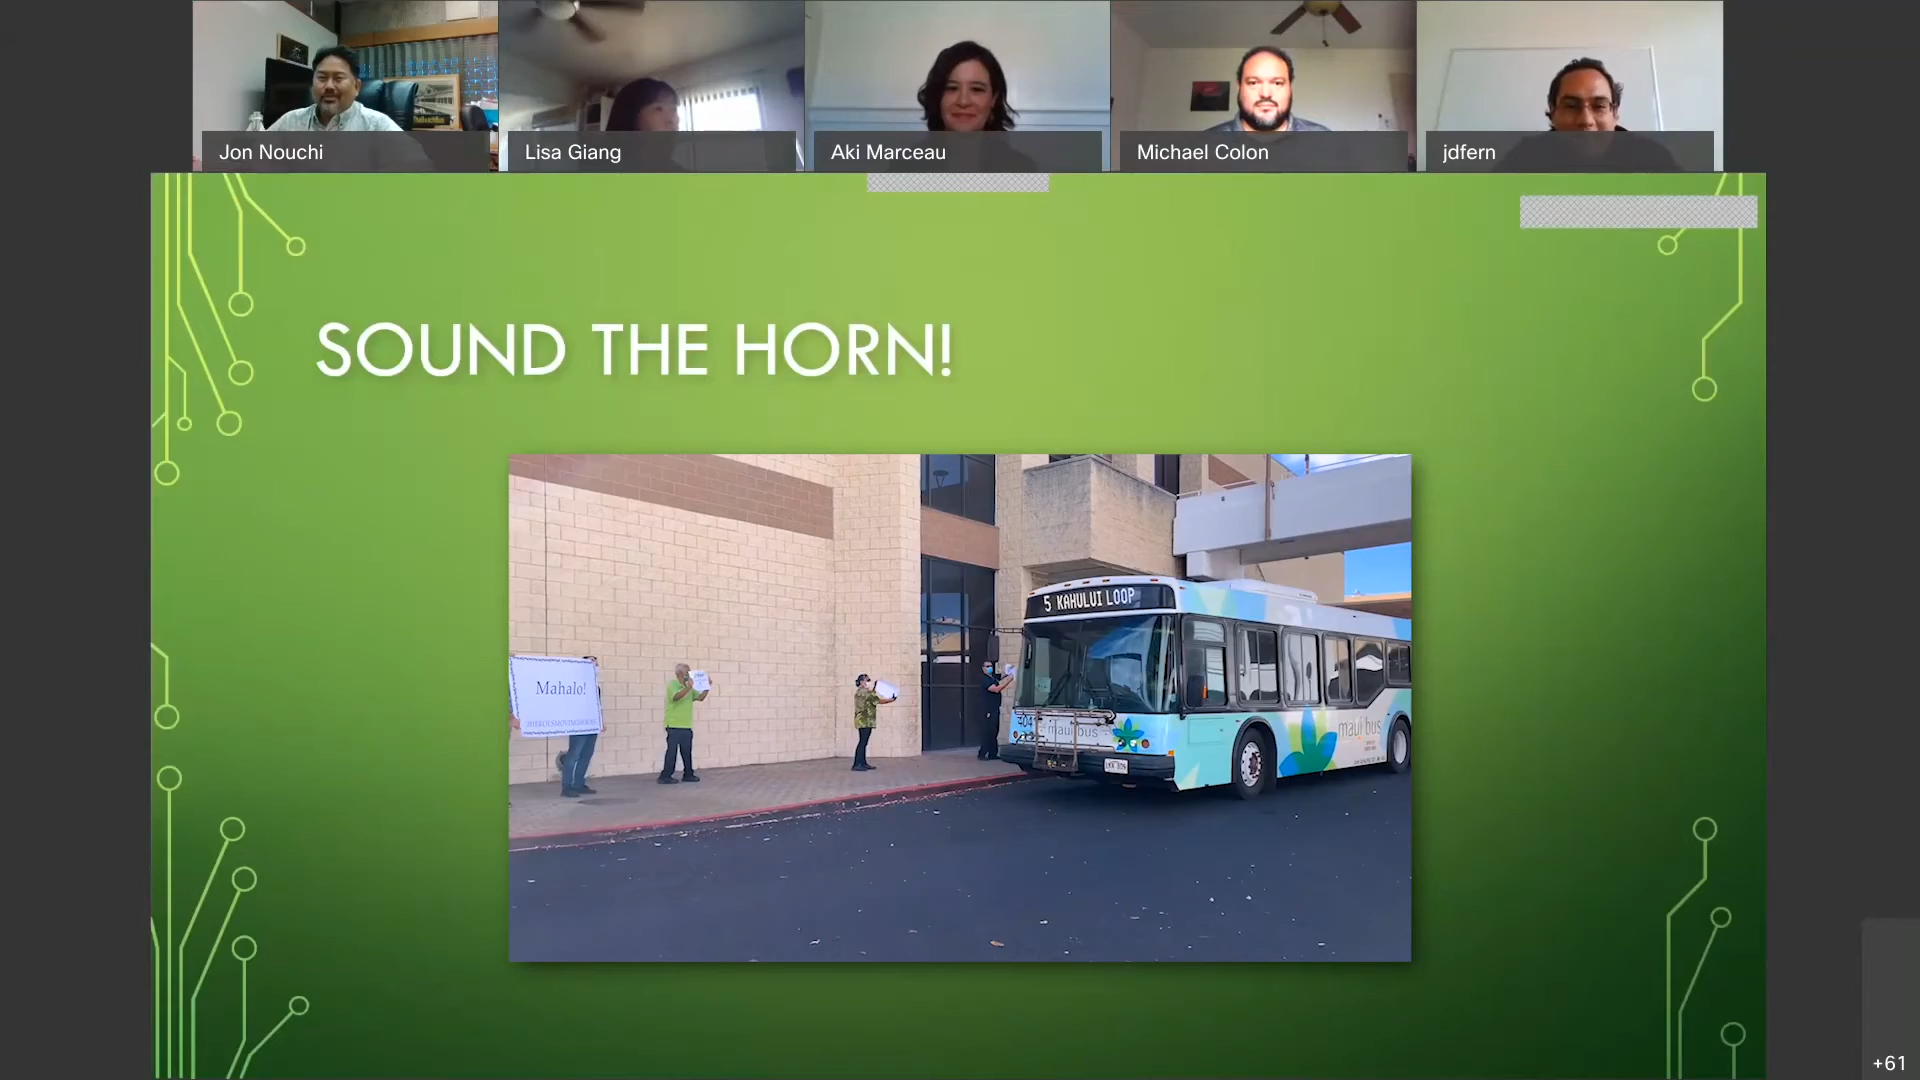 Jon Nouchi
Lisa Giang
Aki Marceau
Michael Colon
jdfern
SOUND THE HORN!
5 KAHULUI LOOP
Mahalo!
#HEROESMOVINGHEROES
maui bus
maui bus
+61